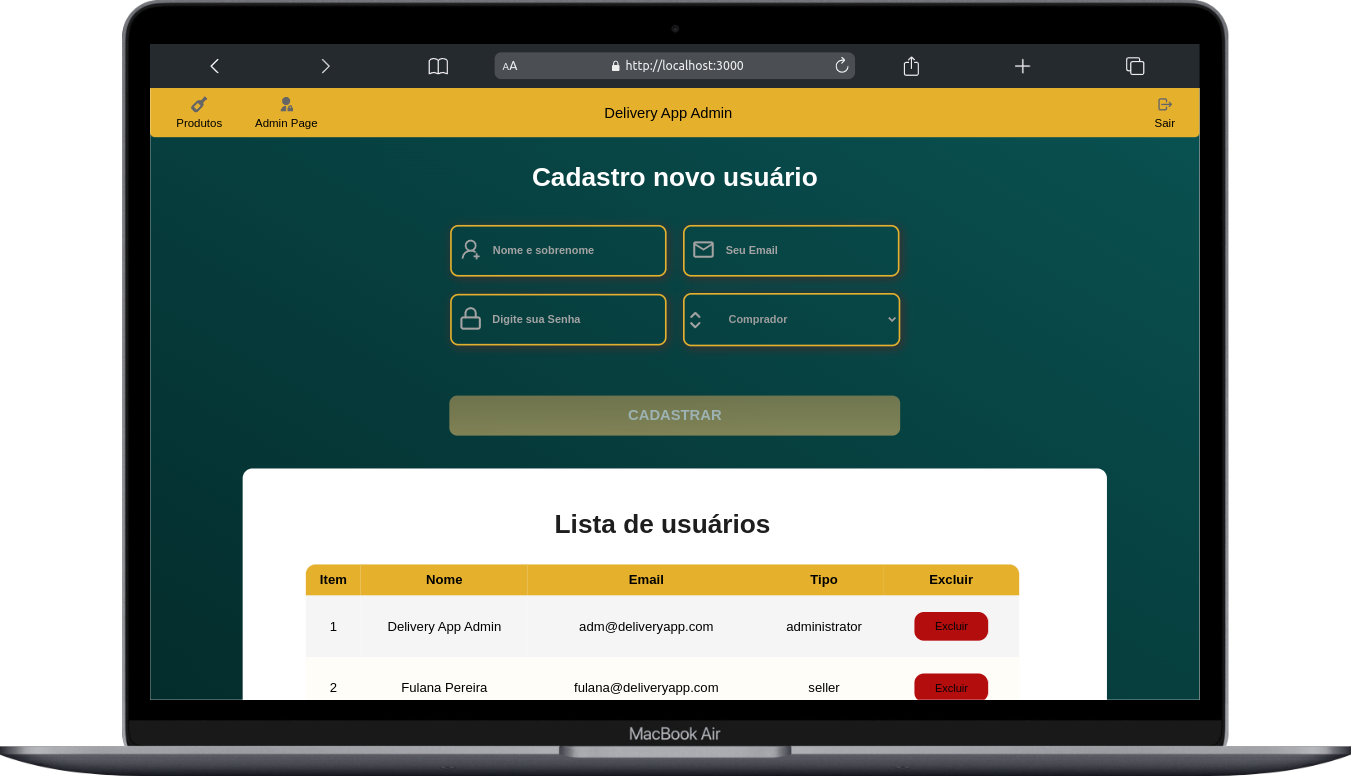 AA http://localhost:3000
Produtos Admin Page Delivery App Admin Sair
Cadastro novo usuário
Nome e sobrenome Seu Email
Digite sua Senha Comprador
CADASTRAR
Lista de usuários
Item Nome Email Tipo Excluir
1 Delivery App Admin adm@deliveryapp.com administrator Excluir
2 Fulana Pereira fulana@deliveryapp.com seller Excluir
MacBook Air